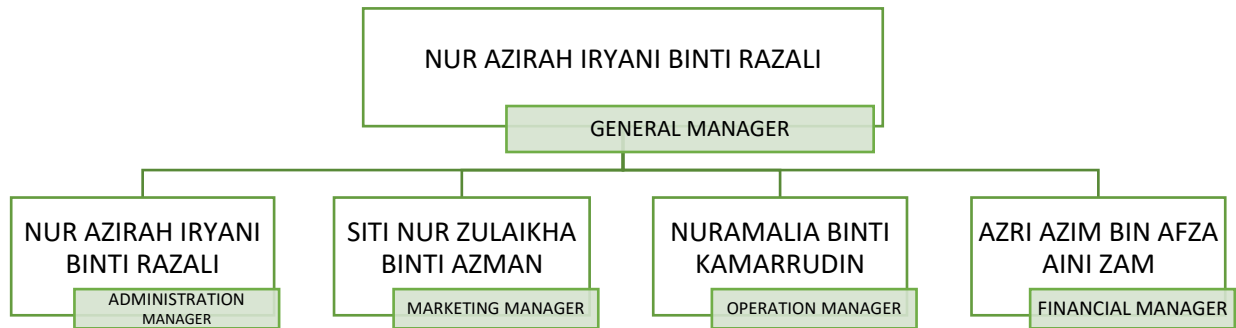 NUR AZIRAH IRYANI BINTI RAZALI
GENERAL MANAGER
NUR AZIRAH IRYANI
BINTI RAZALI
ADMINISTRATION
MANAGER
SITI NUR ZULAIKHA
BINTI AZMAN
MARKETING MANAGER
NURAMALIA BINTI
KAMARRUDIN
OPERATION MANAGER
AZRI AZIM BIN AFZA
AINI ZAM
FINANCIAL MANAGER